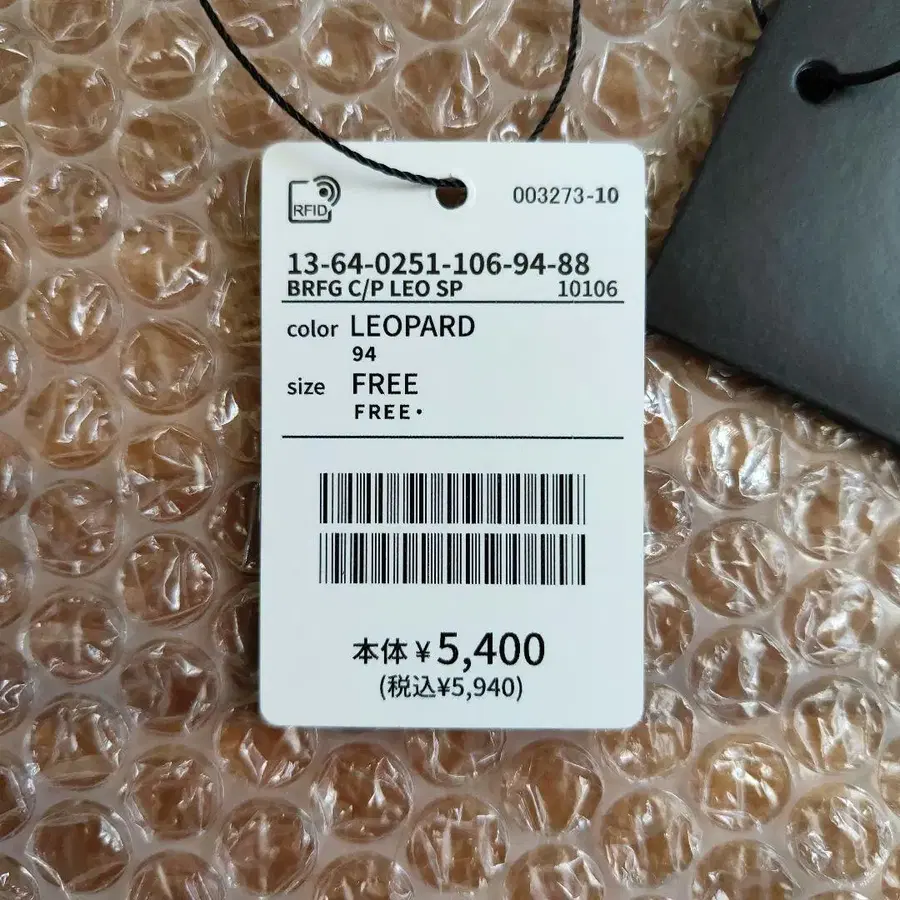 RFID
003273-10
13-64-0251-106-94-88
BRFG C/P LEO SP 10106
color LEOPARD
94
size FREE
FREE・
本体¥5,400
(税込¥5,940)